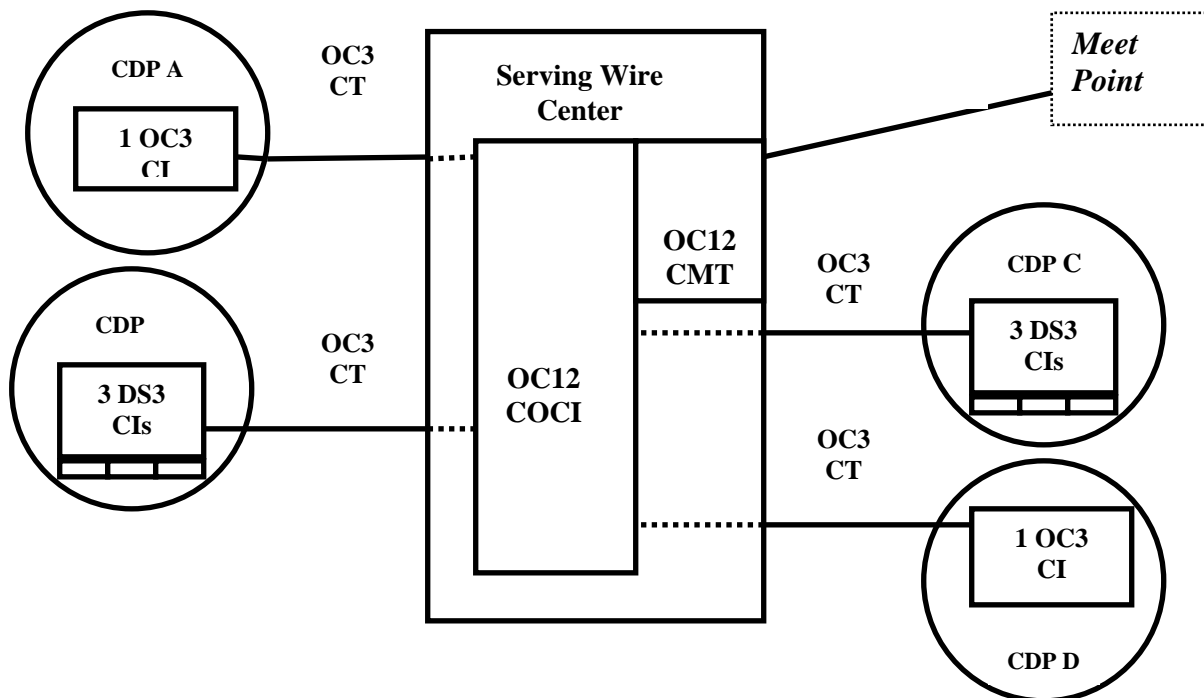 CDP A
1 OC3
CI
OC3
CT
Serving Wire
Center
Meet
Point
OC12
CMT
CDP
3 DS3
CIs
OC3
CT
OC12
COCI
OC3
CT
CDP C
3 DS3
CIs
OC3
CT
1 OC3
CI
CDP D